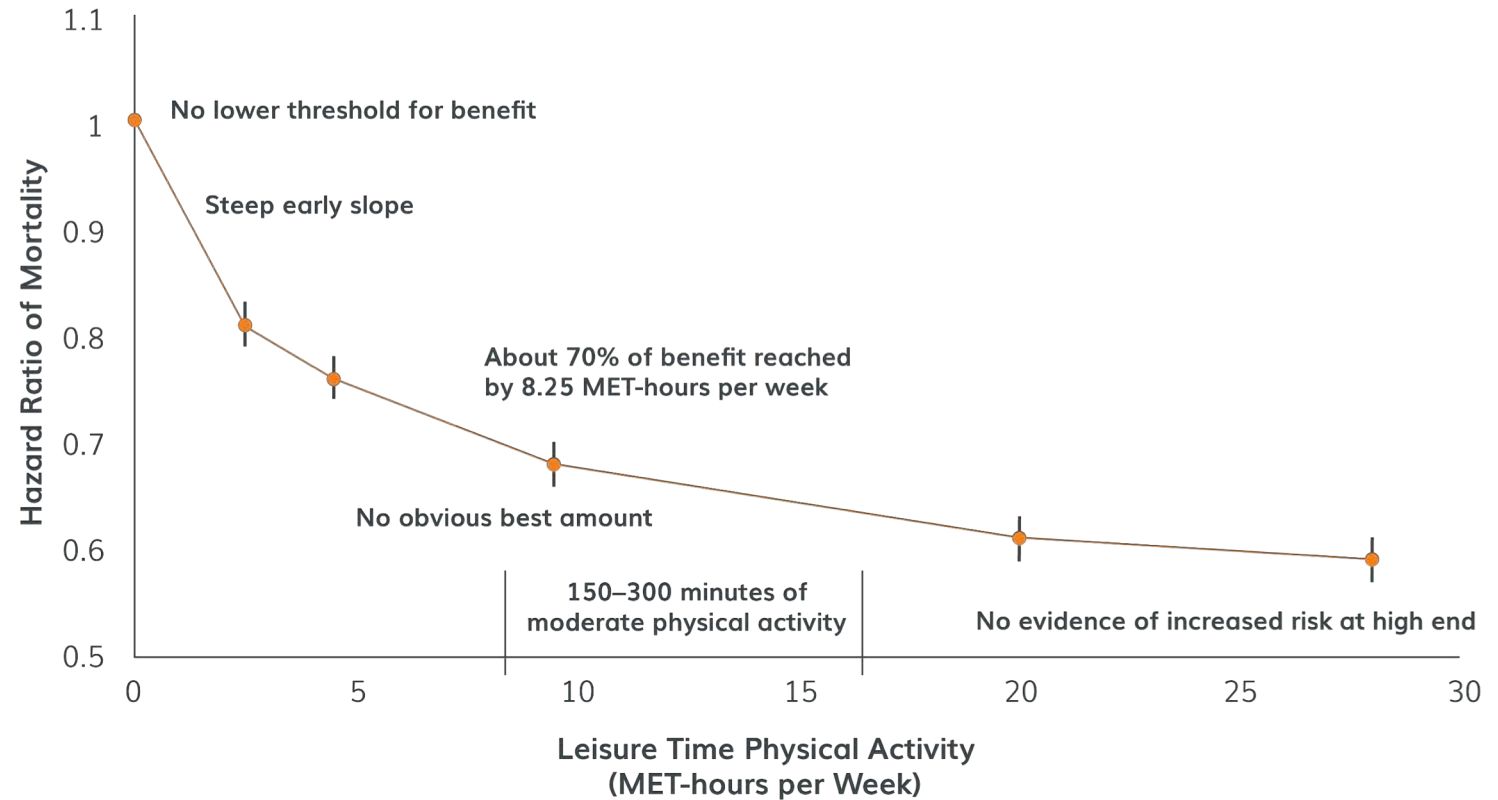 1.1
No lower threshold for benefit
1
Steep early slope
0.9
0.8
About 70% of benefit reached
by 8.25 MET-hours per week
0.7
No obvious best amount
0.6
150–300 minutes of
moderate physical activity
No evidence of increased risk at high end
0.5
0 5 10 15 20 25 30
Hazard Ratio of Mortality
Leisure Time Physical Activity
(MET-hours per Week)